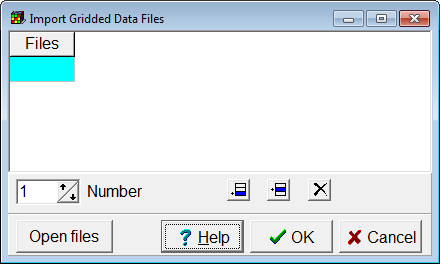 Import Gridded Data Files
Files
1 Number
Open files ? Help OK Cancel